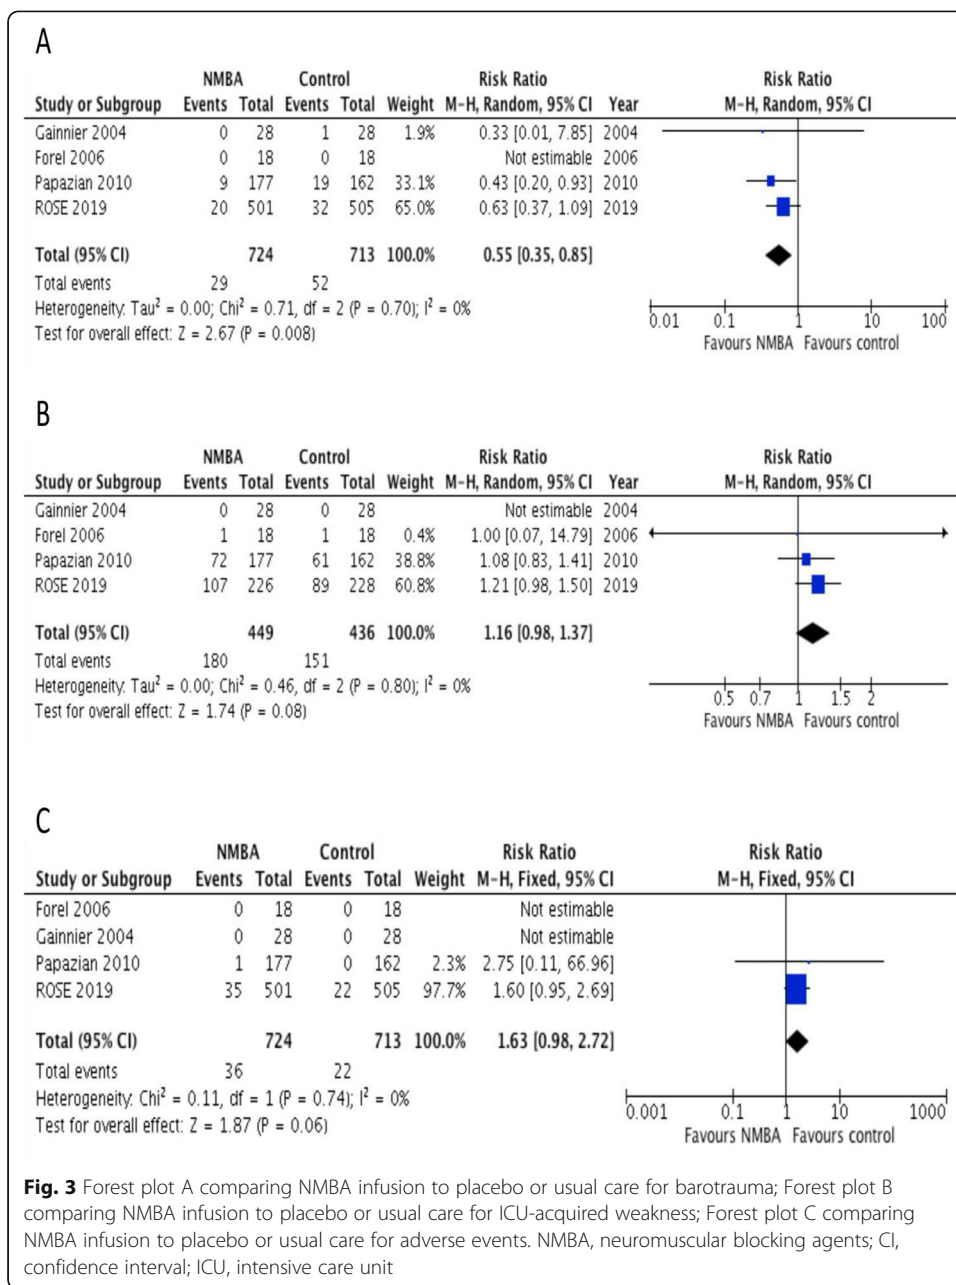 A
NMBA Control Risk Ratio Risk Ratio
Study or Subgroup Events Total Events Total Weight M-H, Random, 95% CI Year M-H, Random, 95% CI
Gainnier 2004 0 28 1 28 1.9% 0.33 [0.01, 7.85] 2004
Forel 2006 0 18 0 18 Not estimable 2006
Papazian 2010 9 177 19 162 33.1% 0.43 [0.20, 0.93] 2010
ROSE 2019 20 501 32 505 65.0% 0.63 [0.37, 1.09] 2019
Total (95% CI) 724 713 100.0% 0.55 [0.35, 0.85]
Total events 29 52
Heterogeneity: Tau² = 0.00; Chi² = 0.71, df = 2 (P = 0.70); I² = 0%
Test for overall effect: Z = 2.67 (P = 0.008)
0.01 0.1 1 10 100
Favours NMBA Favours control
B
NMBA Control Risk Ratio Risk Ratio
Study or Subgroup Events Total Events Total Weight M-H, Random, 95% CI Year M-H, Random, 95% CI
Gainnier 2004 0 28 0 28 Not estimable 2004
Forel 2006 1 18 1 18 0.4% 1.00 [0.07, 14.79] 2006
Papazian 2010 72 177 61 162 38.8% 1.08 [0.83, 1.41] 2010
ROSE 2019 107 226 89 228 60.8% 1.21 [0.98, 1.50] 2019
Total (95% CI) 449 436 100.0% 1.16 [0.98, 1.37]
Total events 180 151
Heterogeneity: Tau² = 0.00; Chi² = 0.46, df = 2 (P = 0.80); I² = 0%
Test for overall effect: Z = 1.74 (P = 0.08)
0.5 0.7 1 1.5 2
Favours NMBA Favours control
C
NMBA Control Risk Ratio Risk Ratio
Study or Subgroup Events Total Events Total Weight M-H, Fixed, 95% CI M-H, Fixed, 95% CI
Forel 2006 0 18 0 18 Not estimable
Gainnier 2004 0 28 0 28 Not estimable
Papazian 2010 1 177 0 162 2.3% 2.75 [0.11, 66.96]
ROSE 2019 35 501 22 505 97.7% 1.60 [0.95, 2.69]
Total (95% CI) 724 713 100.0% 1.63 [0.98, 2.72]
Total events 36 22
Heterogeneity: Chi² = 0.11, df = 1 (P = 0.74); I² = 0%
Test for overall effect: Z = 1.87 (P = 0.06)
0.001 0.1 1 10 1000
Favours NMBA Favours control
Fig. 3 Forest plot A comparing NMBA infusion to placebo or usual care for barotrauma; Forest plot B
comparing NMBA infusion to placebo or usual care for ICU-acquired weakness; Forest plot C comparing
NMBA infusion to placebo or usual care for adverse events. NMBA, neuromuscular blocking agents; CI,
confidence interval; ICU, intensive care unit